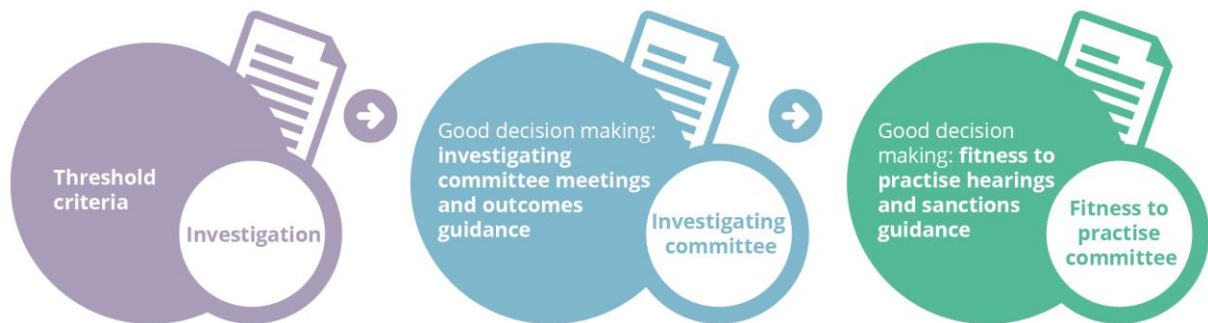 Threshold
criteria
Investigation
Good decision making:
investigating
committee meetings
and outcomes
guidance
Investigating
committee
Good decision
making: fitness to
practise hearings
and sanctions
guidance
Fitness to
practise
committee